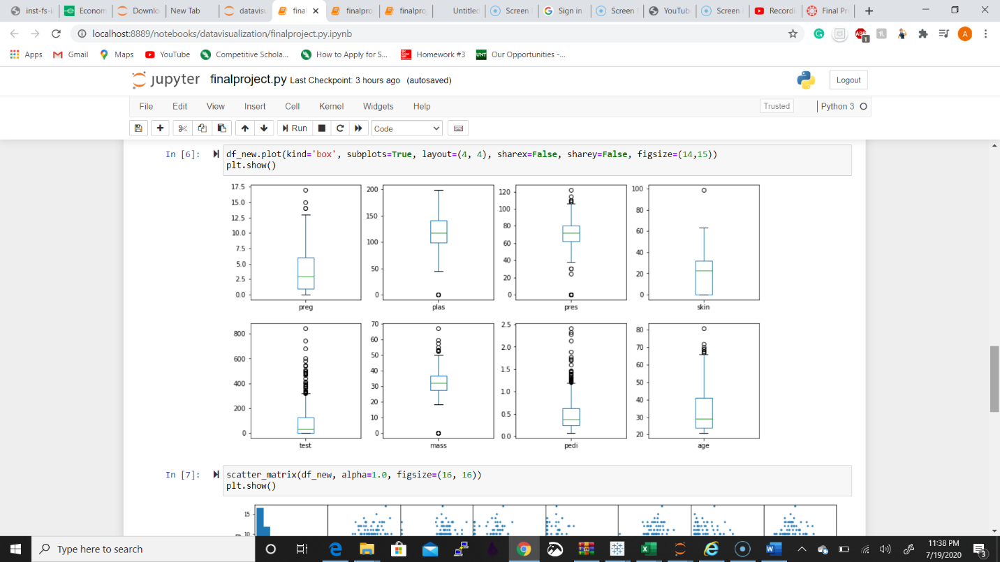 inst-fs-i
Econom
Downlo
New Tab
datavisu
final
finalpro
finalpro
Untitled
Screen
Sign in
Screen
YouTub
Screen
Recordi
Final Pr
localhost:8889/notebooks/datavisualization/finalproject.py.ipynb
ABP
1
A
Apps
Gmail
Maps
YouTube
Competitive Schola...
How to Apply for S...
Homework #3
UNT
Our Opportunities -...
jupyter
finalproject.py Last Checkpoint: 3 hours ago (autosaved)
Logout
File Edit View Insert Cell Kernel Widgets Help
Trusted
Python 3
Run
Code
In [6]:
df_new.plot(kind='box', subplots=True, layout=(4, 4), sharex=False, sharey=False, figsize=(14,15))
plt.show()
17.5
15.0
12.5
10.0
7.5
5.0
2.5
0.0
preg
200
150
100
50
0
plas
120
100
80
60
40
20
0
pres
100
80
60
40
20
0
skin
800
600
400
200
0
test
70
60
50
40
30
20
10
0
mass
2.5
2.0
1.5
1.0
0.5
0.0
pedi
80
70
60
50
40
30
20
age
In [7]:
scatter_matrix(df_new, alpha=1.0, figsize=(16, 16))
plt.show()
15
10
Type here to search
11:38 PM
7/19/2020
3